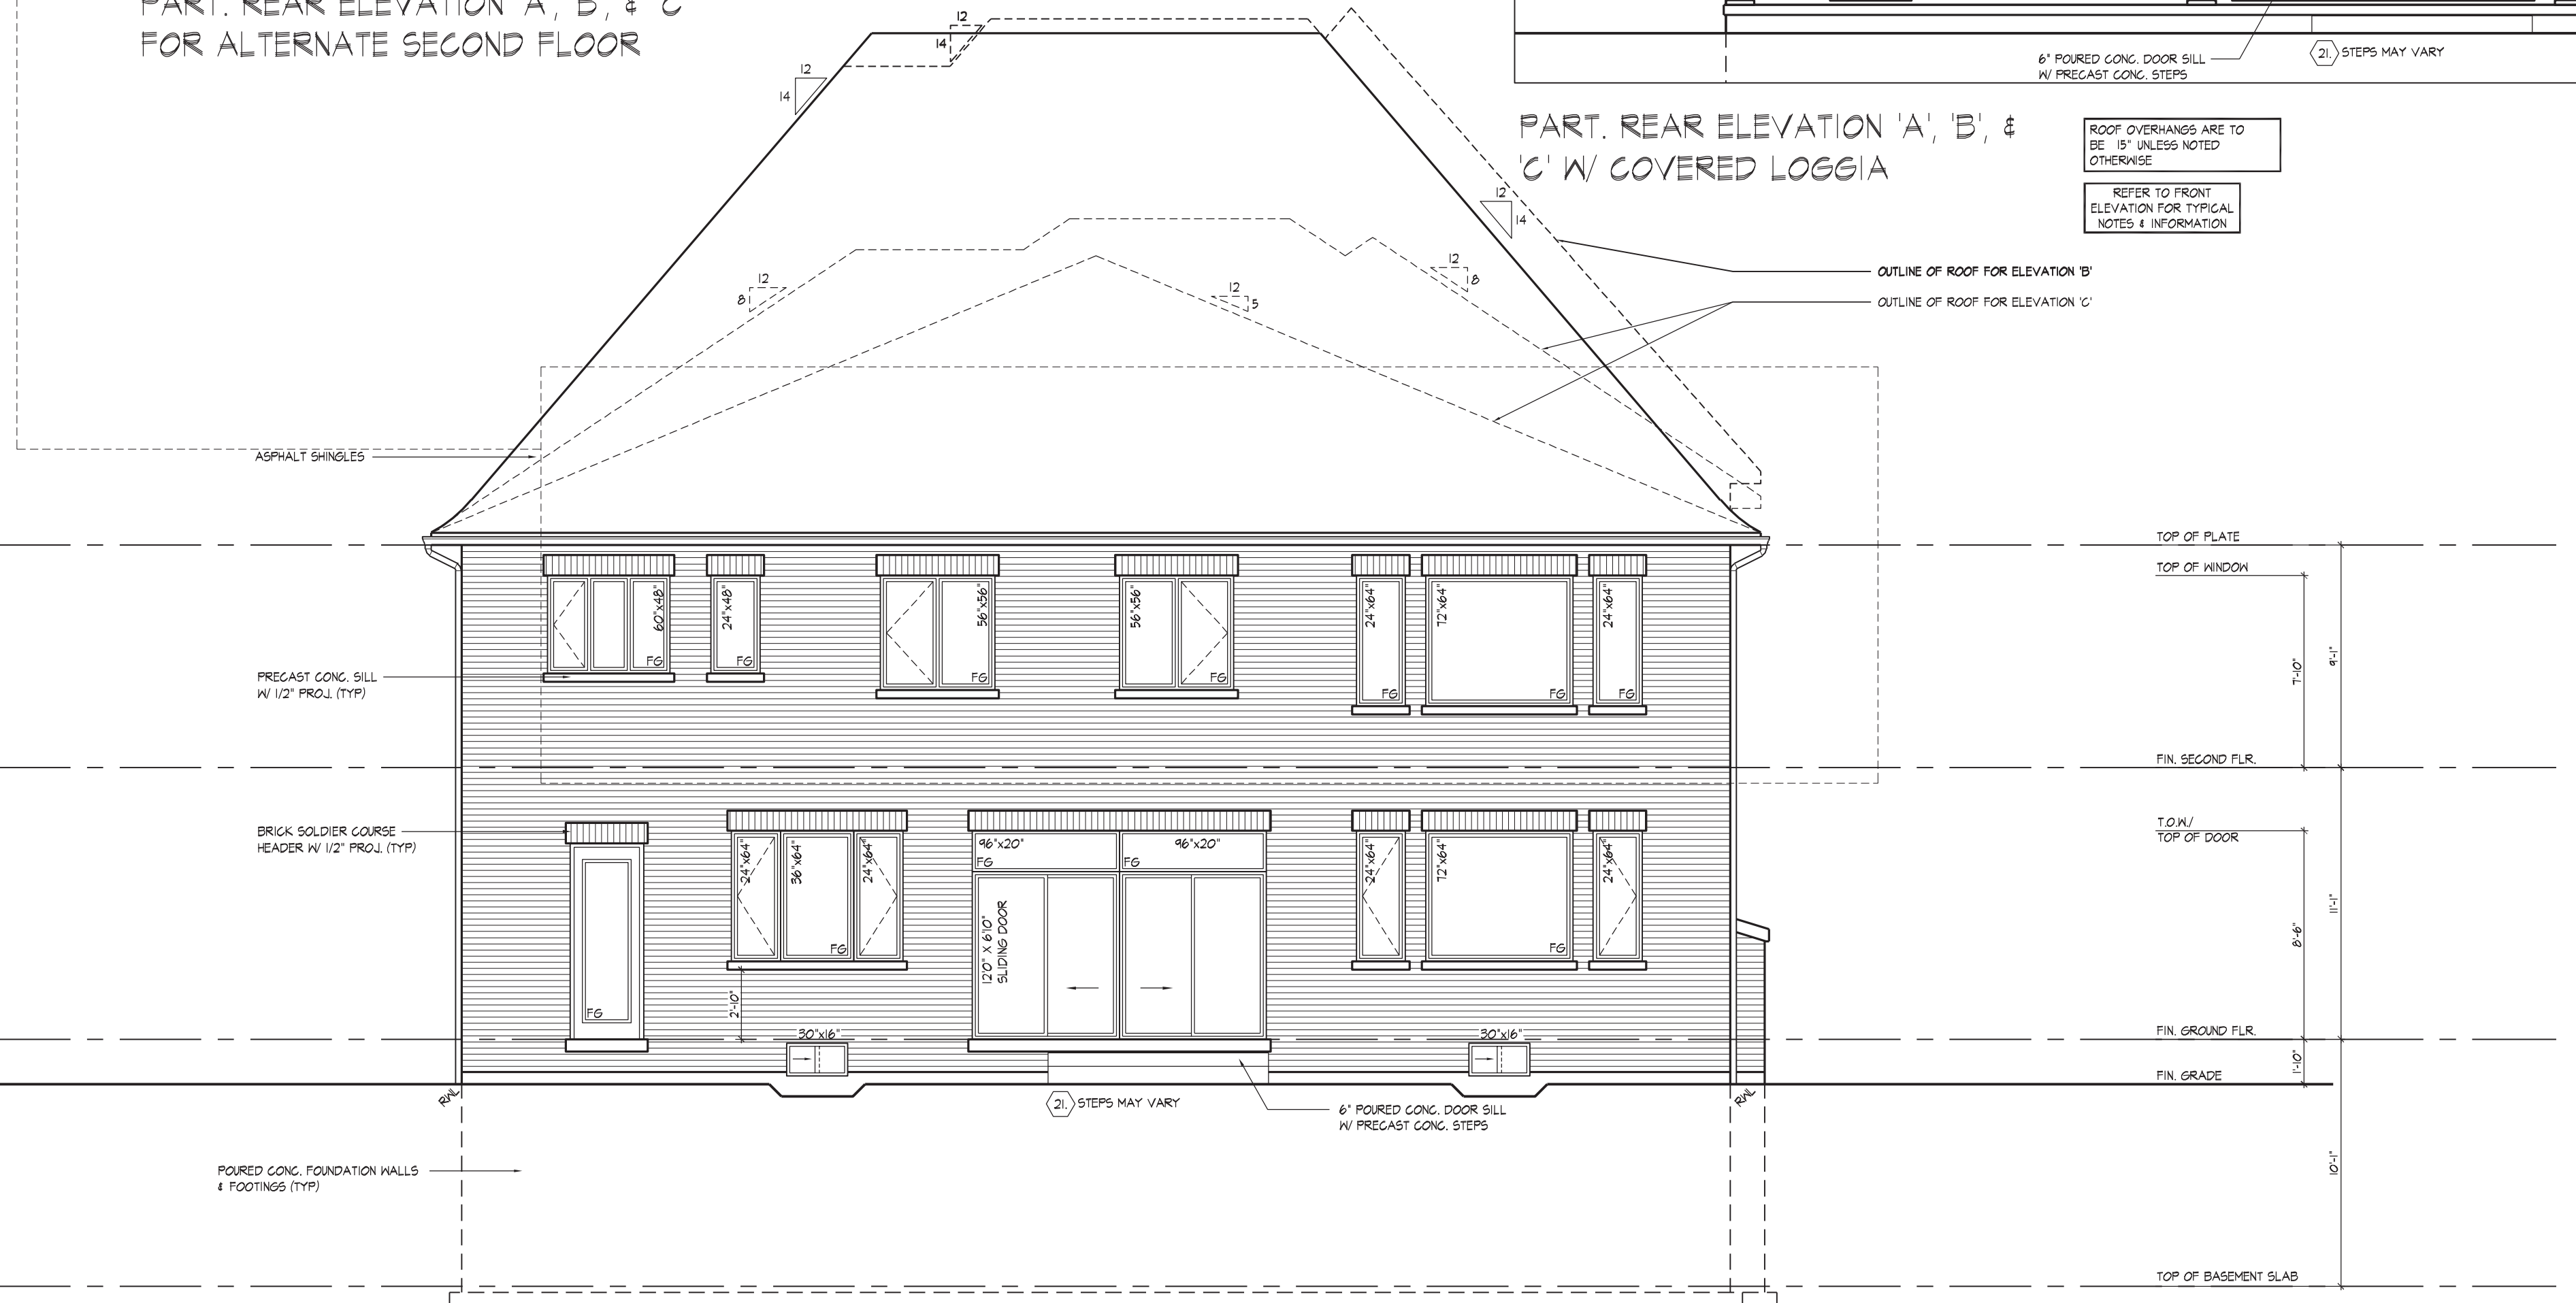 PART. REAR ELEVATION 'A', 'B', & 'C'
FOR ALTERNATE SECOND FLOOR
12
14
12
14
6" POURED CONC. DOOR SILL
W/ PRECAST CONC. STEPS
21.
STEPS MAY VARY
PART. REAR ELEVATION 'A', 'B', &
'C' W/ COVERED LOGGIA
ROOF OVERHANGS ARE TO
BE 15" UNLESS NOTED
OTHERWISE
REFER TO FRONT
ELEVATION FOR TYPICAL
NOTES & INFORMATION
12
14
OUTLINE OF ROOF FOR ELEVATION 'B'
OUTLINE OF ROOF FOR ELEVATION 'C'
12
8
12
5
12
8
ASPHALT SHINGLES
TOP OF PLATE
TOP OF WINDOW
60"x48"
FG
24"x48"
FG
56"x56"
FG
56"x56"
FG
24"x64"
FG
72"x64"
FG
24"x64"
FG
PRECAST CONC. SILL
W/ 1/2" PROJ. (TYP)
7'-10"
9'-1"
FIN. SECOND FLR.
BRICK SOLDIER COURSE
HEADER W/ 1/2" PROJ. (TYP)
T.O.W./
TOP OF DOOR
FG
24"x64"
36"x64"
FG
24"x64"
96"x20"
FG
96"x20"
FG
12'0" X 6'10"
SLIDING DOOR
24"x64"
72"x64"
FG
24"x64"
2'-10"
8'-6"
11'-1"
30"x16"
30"x16"
FIN. GROUND FLR.
1'-10"
FIN. GRADE
RWL
RWL
21.
STEPS MAY VARY
6" POURED CONC. DOOR SILL
W/ PRECAST CONC. STEPS
POURED CONC. FOUNDATION WALLS
& FOOTINGS (TYP)
10'-1"
TOP OF BASEMENT SLAB